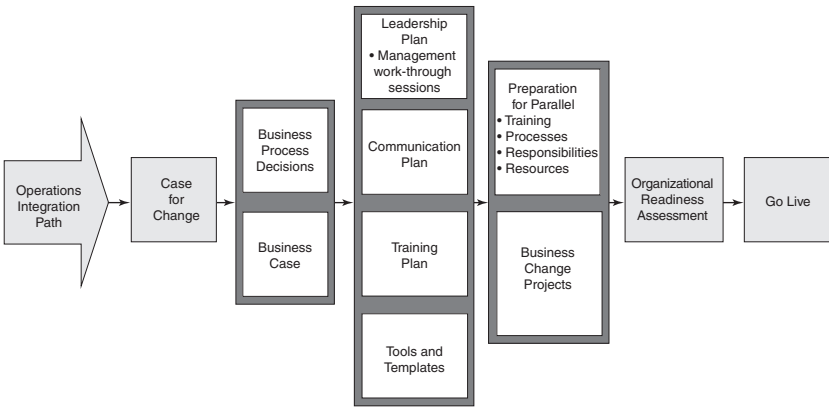 Operations
Integration
Path
Case
for
Change
Business
Process
Decisions
Business
Case
Leadership
Plan
• Management
work-through
sessions
Communication
Plan
Training
Plan
Tools and
Templates
Preparation
for Parallel
• Training
• Processes
• Responsibilities
• Resources
Business
Change
Projects
Organizational
Readiness
Assessment
Go Live